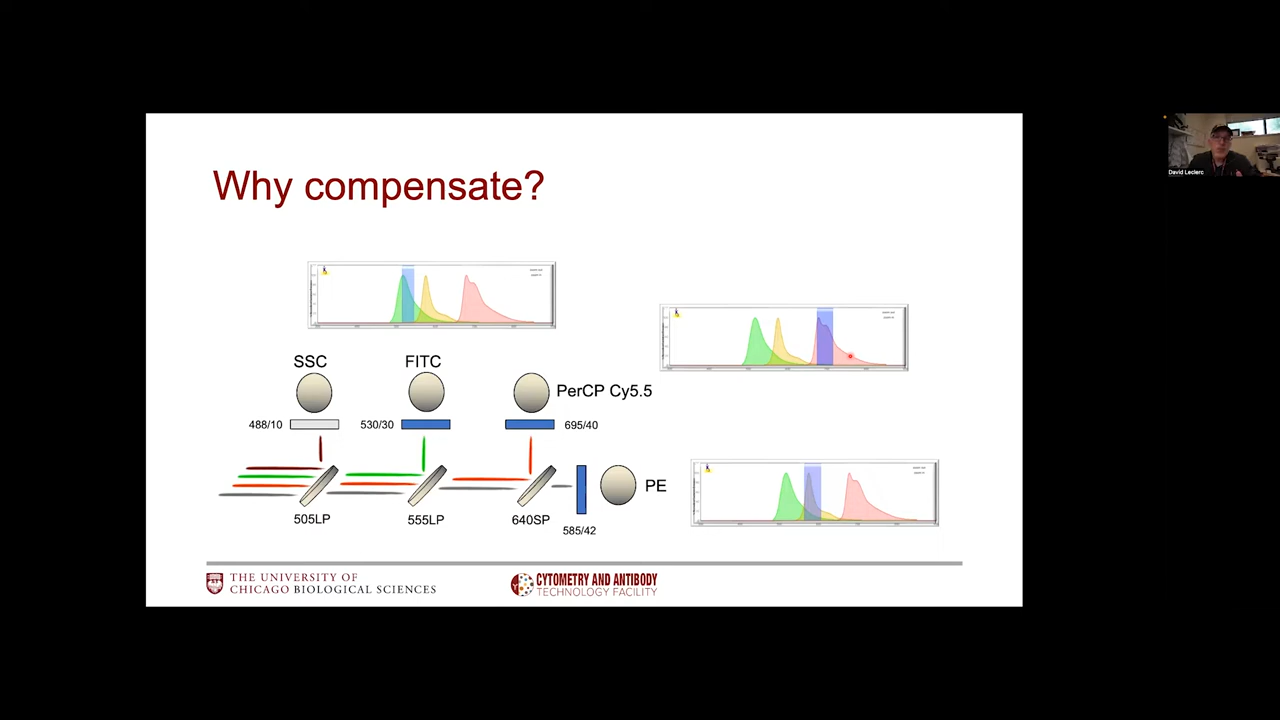 Why compensate?
David Leclerc
SSC
FITC
PerCP Cy5.5
488/10
530/30
695/40
PE
505LP
555LP
640SP
585/42
THE UNIVERSITY OF
CHICAGO BIOLOGICAL SCIENCES
CYTOMETRY AND ANTIBODY
TECHNOLOGY FACILITY